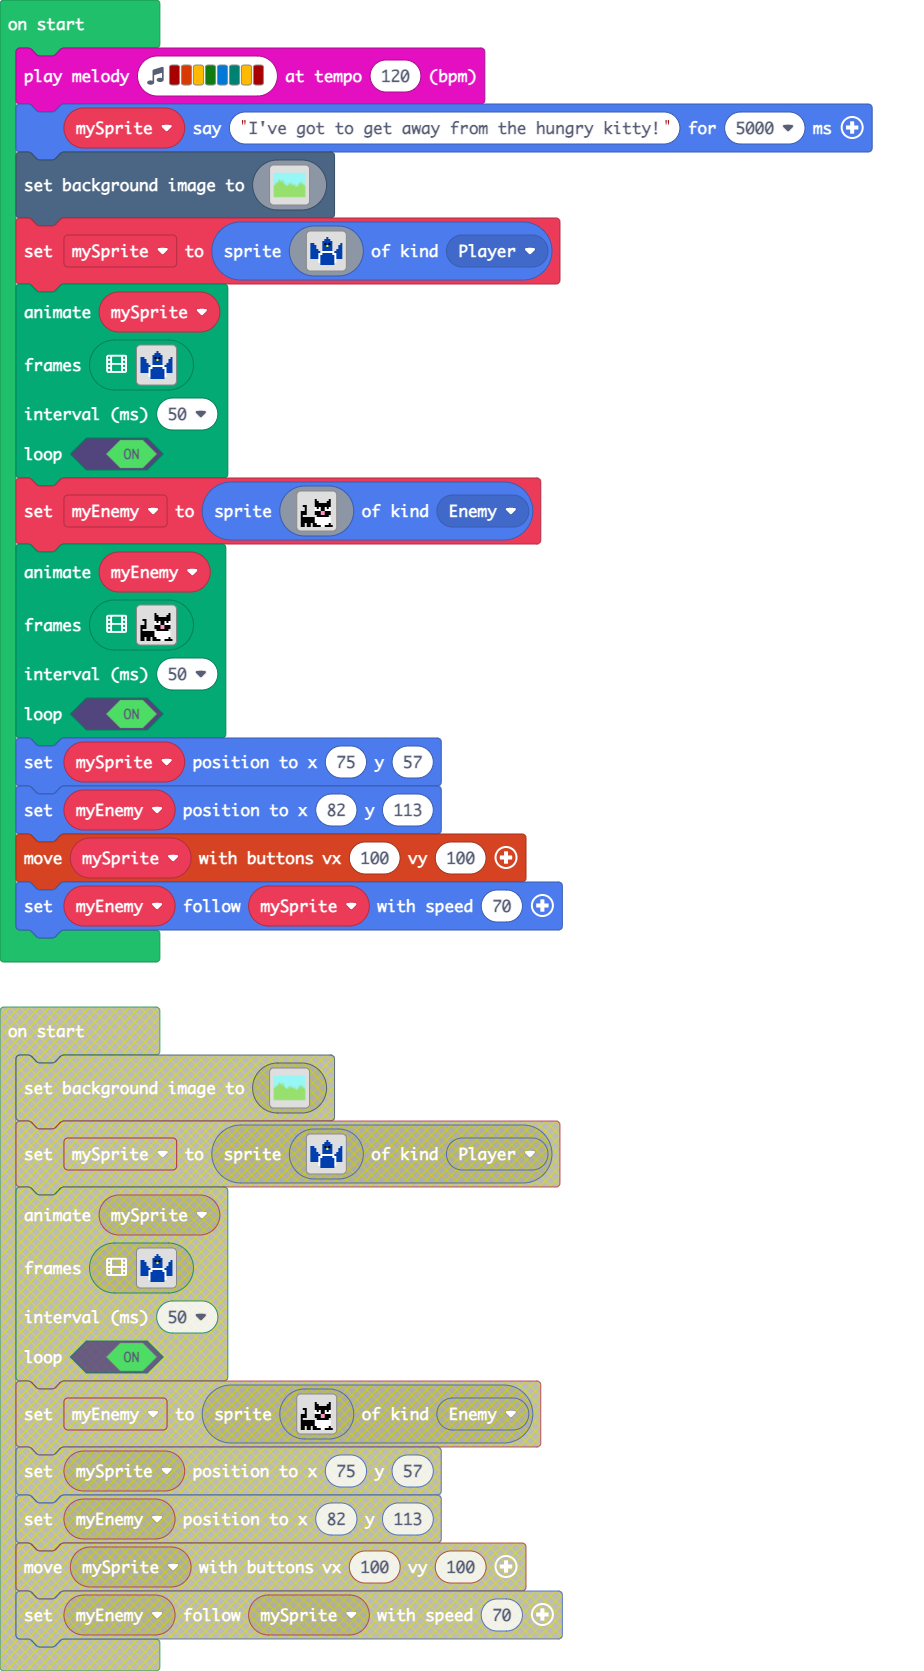 on start
play melody at tempo 120 (bpm)
mySprite say "I've got to get away from the hungry kitty!" for 5000 ms
set background image to
set mySprite to sprite of kind Player
animate mySprite
frames
interval (ms) 50
loop ON
set myEnemy to sprite of kind Enemy
animate myEnemy
frames
interval (ms) 50
loop ON
set mySprite position to x 75 y 57
set myEnemy position to x 82 y 113
move mySprite with buttons vx 100 vy 100
set myEnemy follow mySprite with speed 70
on start
set background image to
set mySprite to sprite of kind Player
animate mySprite
frames
interval (ms) 50
loop ON
set myEnemy to sprite of kind Enemy
set mySprite position to x 75 y 57
set myEnemy position to x 82 y 113
move mySprite with buttons vx 100 vy 100
set myEnemy follow mySprite with speed 70